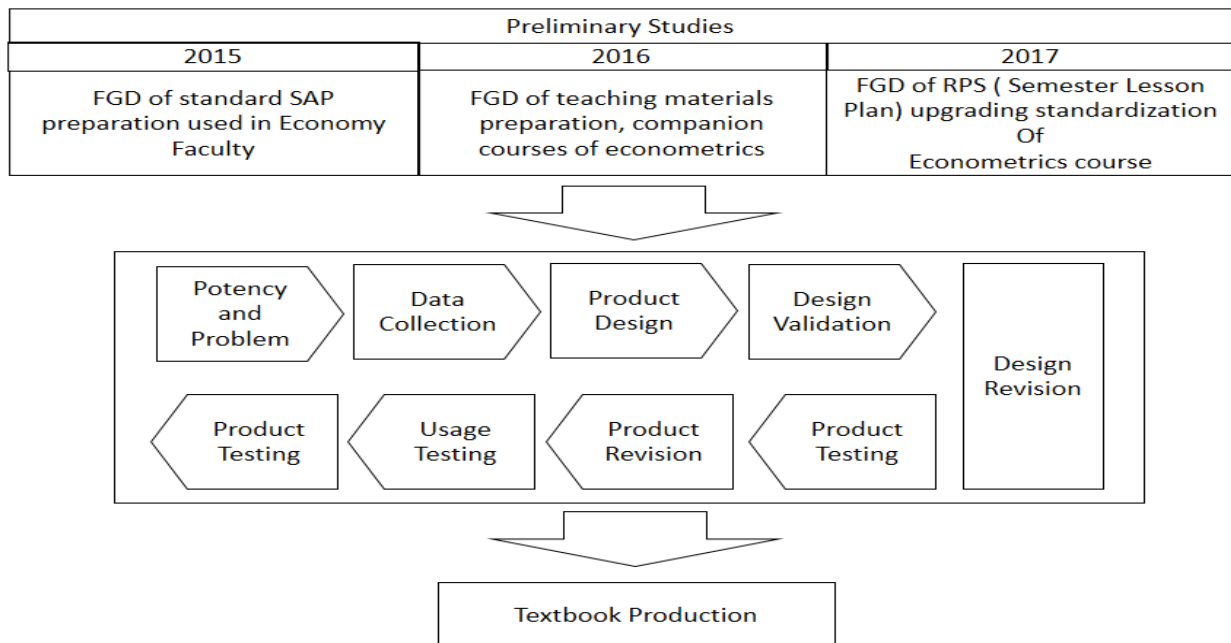 Preliminary Studies
2015
2016
2017
FGD of standard SAP
preparation used in Economy
Faculty
FGD of teaching materials
preparation, companion
courses of econometrics
FGD of RPS ( Semester Lesson
Plan) upgrading standardization
Of
Econometrics course
Potency
and
Problem
Data
Collection
Product
Design
Design
Validation
Design
Revision
Product
Testing
Usage
Testing
Product
Revision
Product
Testing
Textbook Production